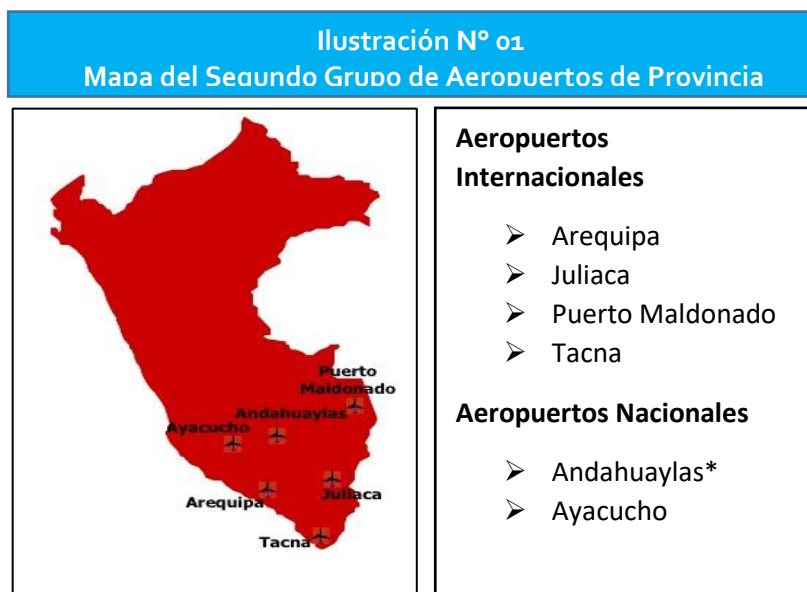 Ilustración N° 01
Mapa del Segundo Grupo de Aeropuertos de Provincia
Puerto
Maldonado
Andahuaylas
Ayacucho
Arequipa
Juliaca
Tacna
Aeropuertos
Internacionales
➢ Arequipa
➢ Juliaca
➢ Puerto Maldonado
➢ Tacna
Aeropuertos Nacionales
➢ Andahuaylas*
➢ Ayacucho